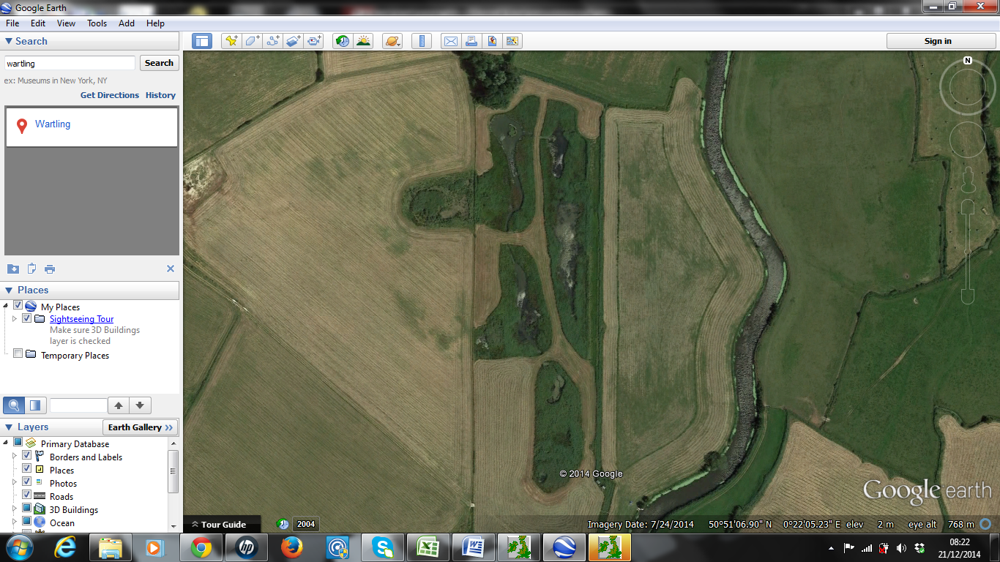 Google Earth
File Edit View Tools Add Help
Search
Sign in
wartling Search
ex: Museums in New York, NY
Get Directions History
Wartling
N
Places
My Places
Sightseeing Tour
Make sure 3D Buildings
layer is checked
Temporary Places
Layers Earth Gallery »
Primary Database
Borders and Labels
Places
Photos
Roads
3D Buildings
Ocean
© 2014 Google
Google earth
Tour Guide 2004
Imagery Date: 7/24/2014 50°51'06.90" N 0°22'05.23" E elev 2 m eye alt 768 m
hp
08:22
21/12/2014